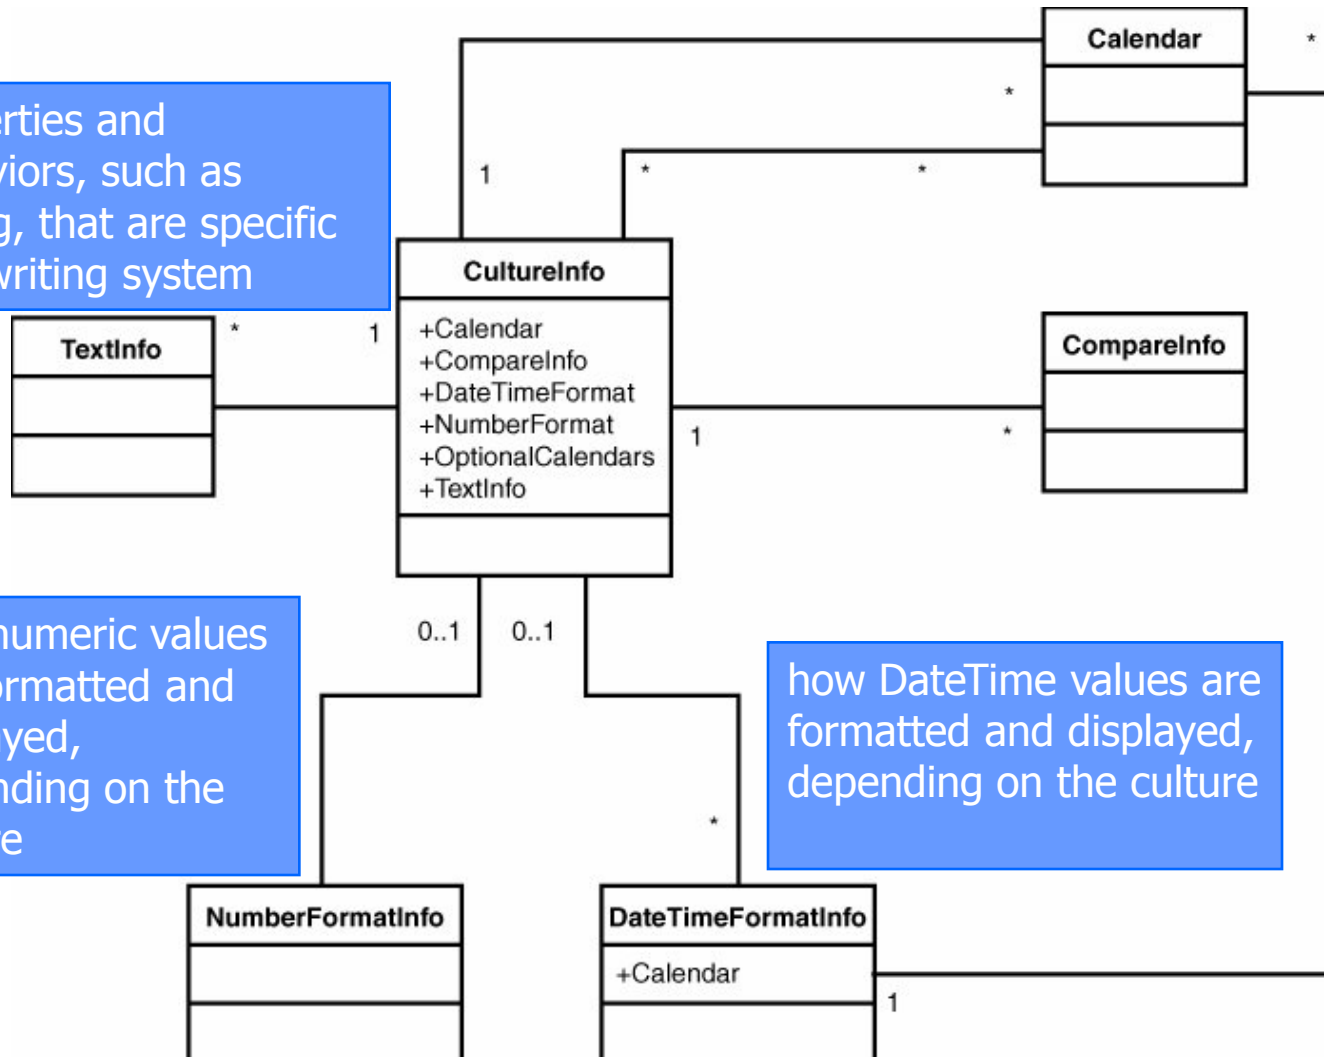 Calendar
*
*
erties and
viors, such as
g, that are specific
writing system
1
*
*
CultureInfo
+Calendar
+CompareInfo
+DateTimeFormat
+NumberFormat
+OptionalCalendars
+TextInfo
TextInfo
*
1
CompareInfo
1
*
0..1
0..1
numeric values
ormatted and
ayed,
nding on the
re
how DateTime values are
formatted and displayed,
depending on the culture
*
NumberFormatInfo
DateTimeFormatInfo
+Calendar
1